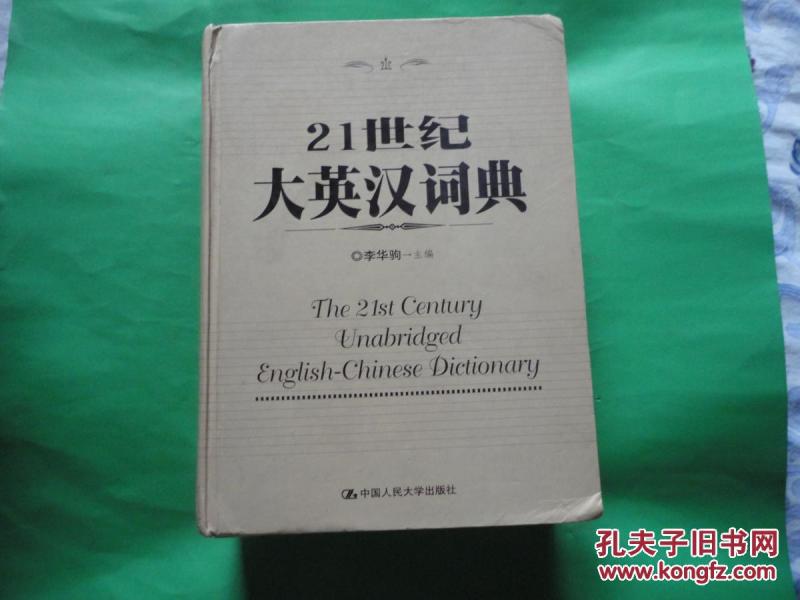 21世纪
大英汉词典
◎李华驹一主编
The 21st Century
Unabridged
English-Chinese Dictionary
中国人民大学出版社
孔夫子旧书网
www.kongfz.com